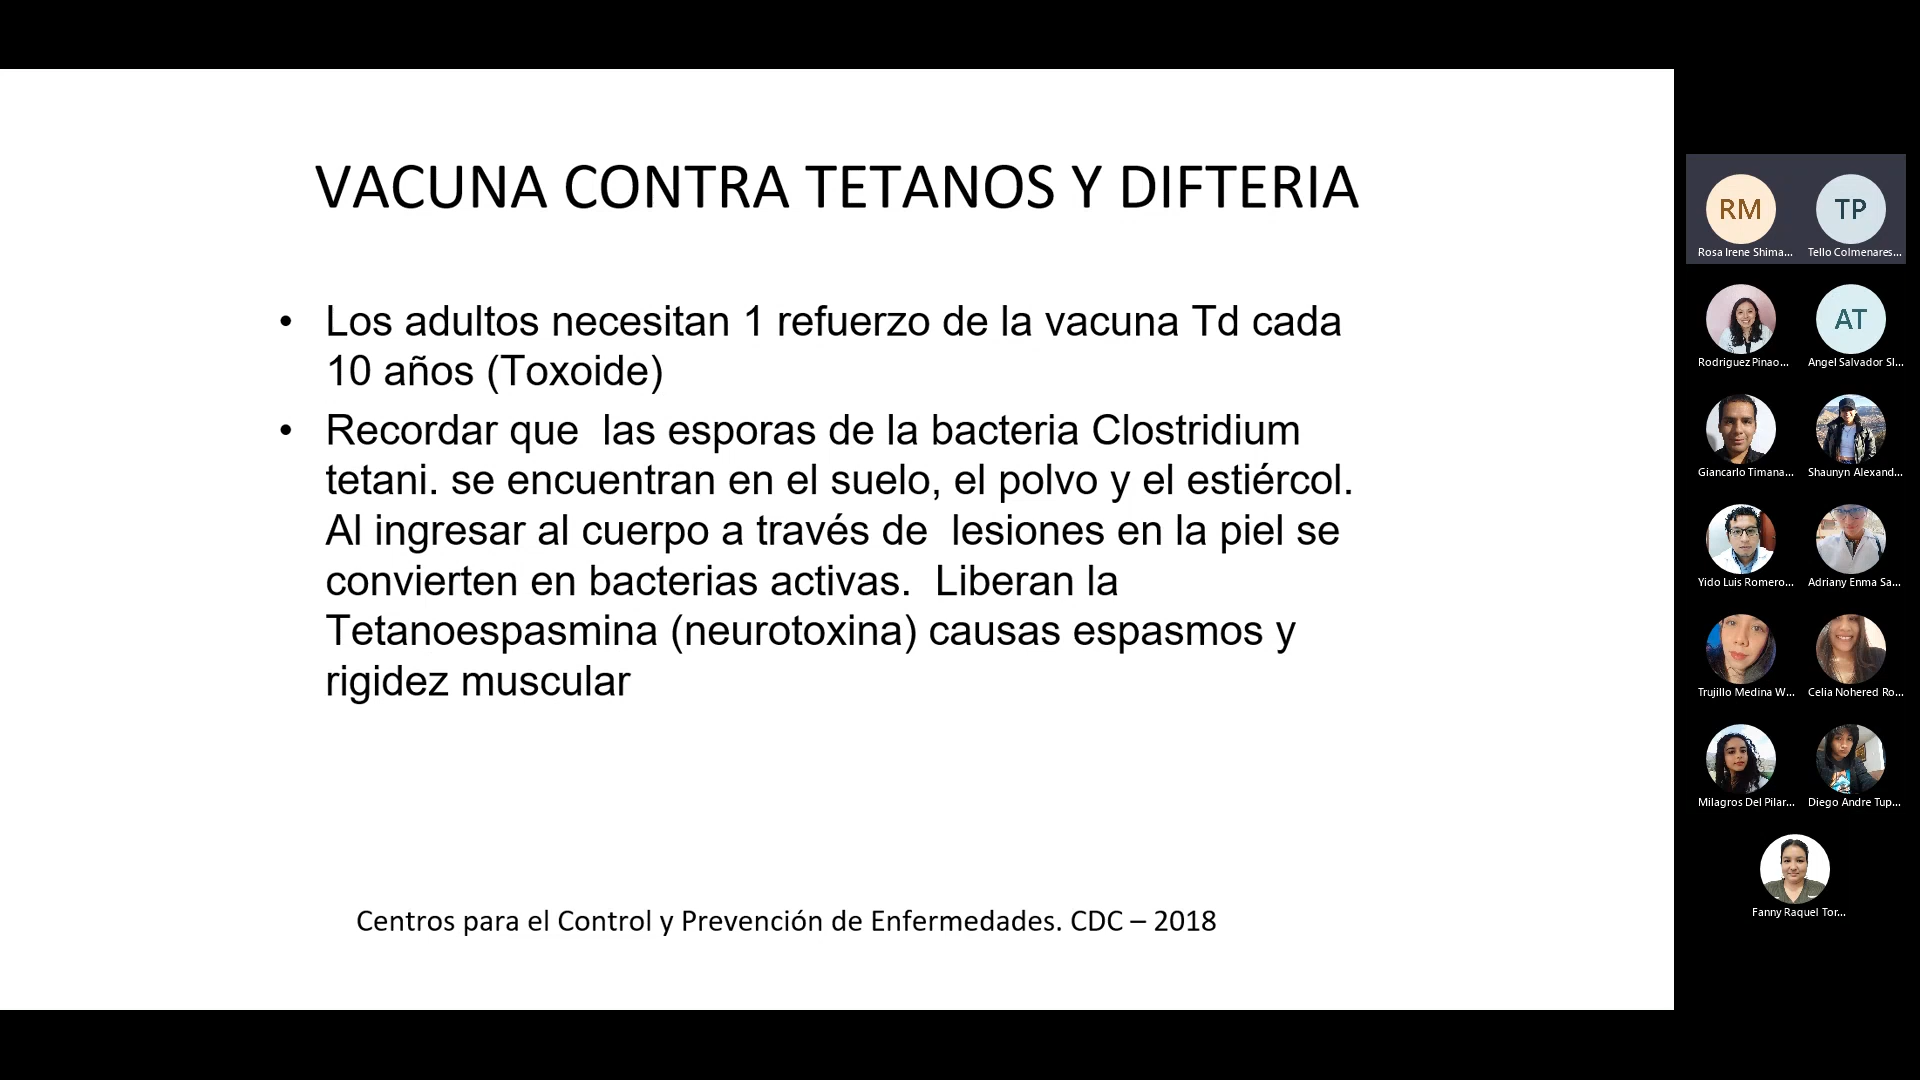 VACUNA CONTRA TETANOS Y DIFTERIA
• Los adultos necesitan 1 refuerzo de la vacuna Td cada
10 años (Toxoide)
• Recordar que  las esporas de la bacteria Clostridium
tetani. se encuentran en el suelo, el polvo y el estiércol.
Al ingresar al cuerpo a través de  lesiones en la piel se
convierten en bacterias activas.  Liberan la
Tetanoespasmina (neurotoxina) causas espasmos y
rigidez muscular
Centros para el Control y Prevención de Enfermedades. CDC – 2018
RM TP
Rosa Irene Shima... Tello Colmenares...
AT
Rodriguez Pinao... Angel Salvador Sl...
Giancarlo Timana... Shaunyn Alexand...
Yido Luis Romero... Adriany Enma Sa...
Trujillo Medina W... Celia Nohered Ro...
Milagros Del Pilar... Diego Andre Tup...
Fanny Raquel Tor...